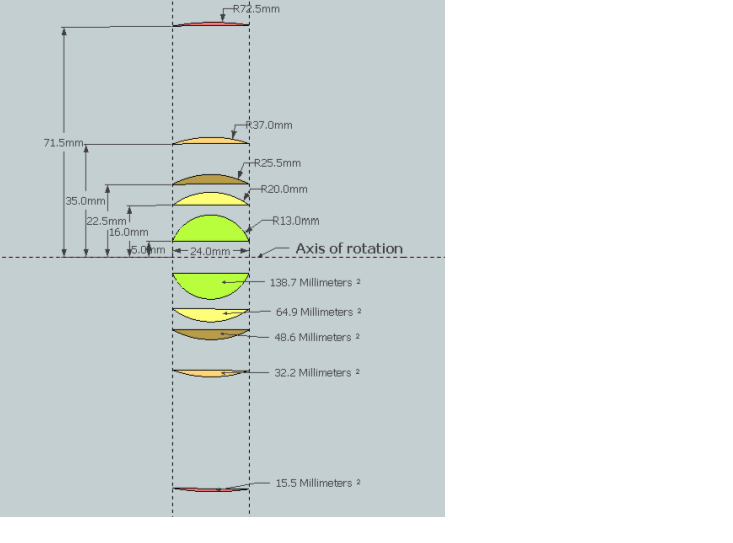 R72.5mm
R37.0mm
71.5mm
R25.5mm
R20.0mm
35.0mm
22.5mm
R13.0mm
16.0mm
5.0mm
24.0mm
Axis of rotation
138.7 Millimeters ²
64.9 Millimeters ²
48.6 Millimeters ²
32.2 Millimeters ²
15.5 Millimeters ²